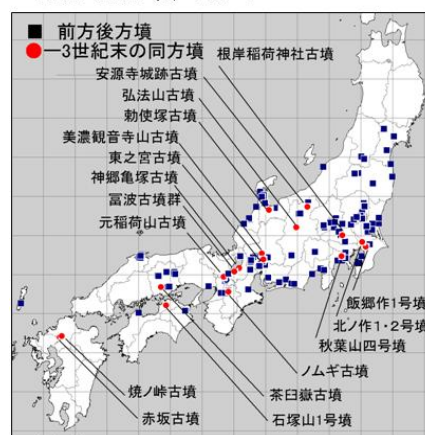 前方後方墳
―3世紀末の同方墳
根岸稲荷神社古墳
安源寺城跡古墳
弘法山古墳
勅使塚古墳
美濃観音寺山古墳
東之宮古墳
神郷亀塚古墳
冨波古墳群
元稲荷山古墳
飯郷作1号墳
北ノ作1・2号墳
秋葉山四号墳
ノムギ古墳
焼ノ峠古墳
茶臼嶽古墳
赤坂古墳
石塚山1号墳